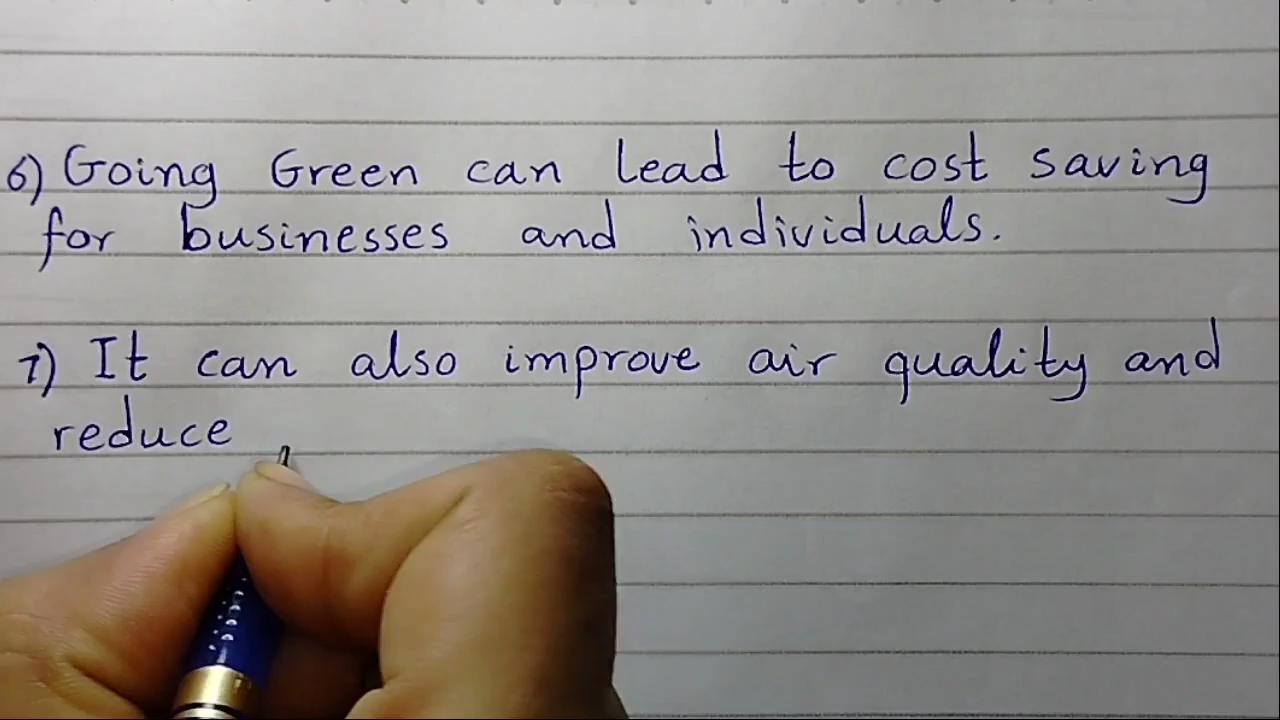 6) Going Green can lead to cost saving
for businesses and individuals.
7) It can also improve air quality and
reduce